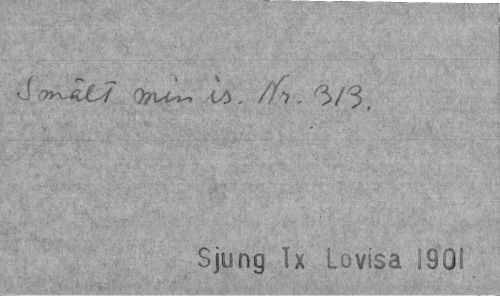 Smält min is. Nr. 313.
Sjung Tx Lovisa 1901